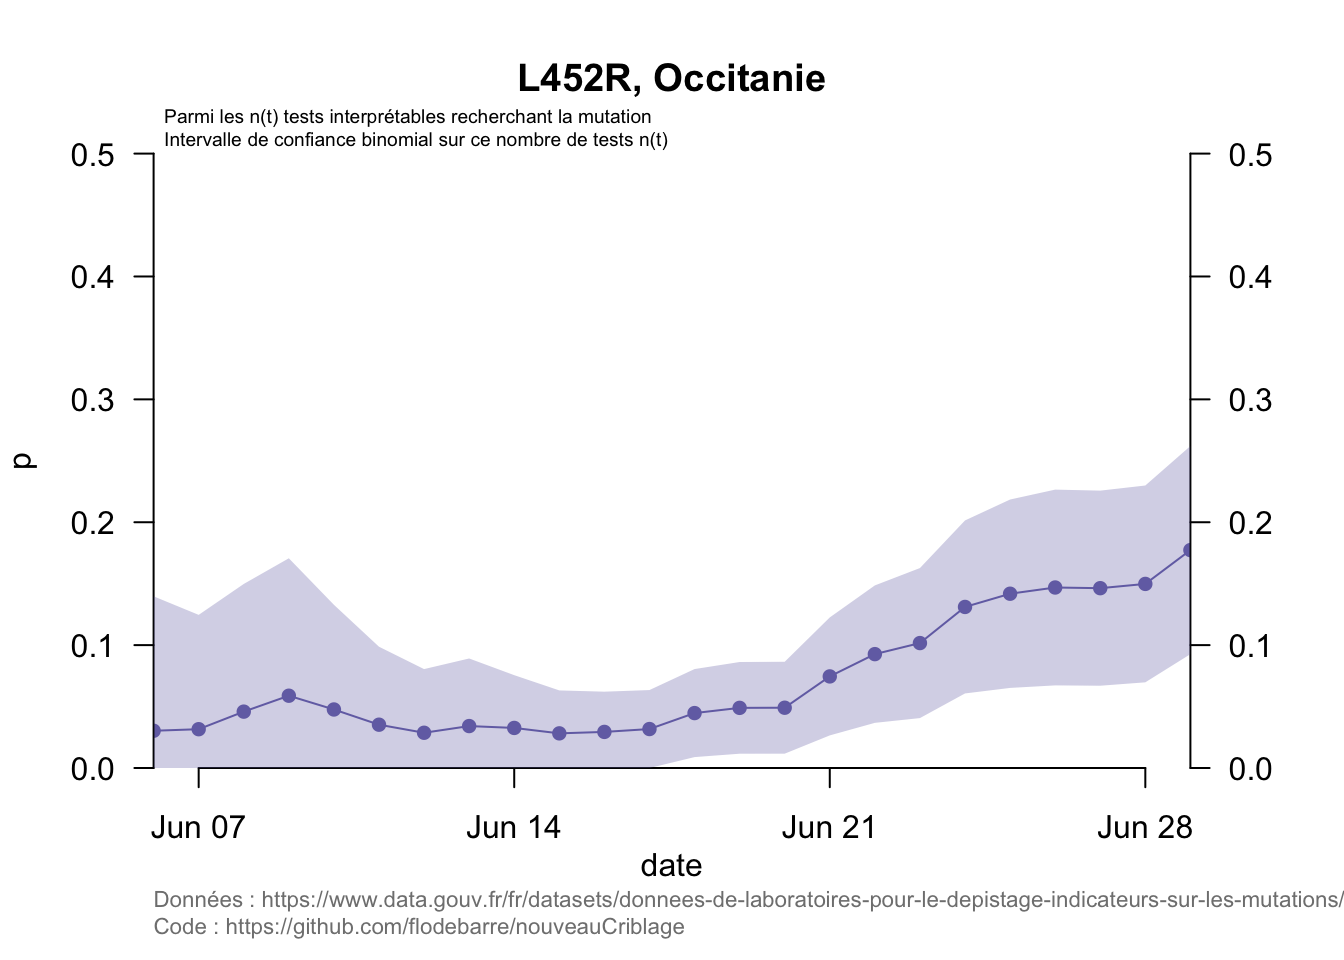 L452R, Occitanie
Parmi les n(t) tests interprétables recherchant la mutation
Intervalle de confiance binomial sur ce nombre de tests n(t)
0.5
0.4
0.3
0.2
0.1
0.0
p
0.5
0.4
0.3
0.2
0.1
0.0
Jun 07 Jun 14 Jun 21 Jun 28
date
Données : https://www.data.gouv.fr/fr/datasets/donnees-de-laboratoires-pour-le-depistage-indicateurs-sur-les-mutations/
Code : https://github.com/flodebarre/nouveauCriblage